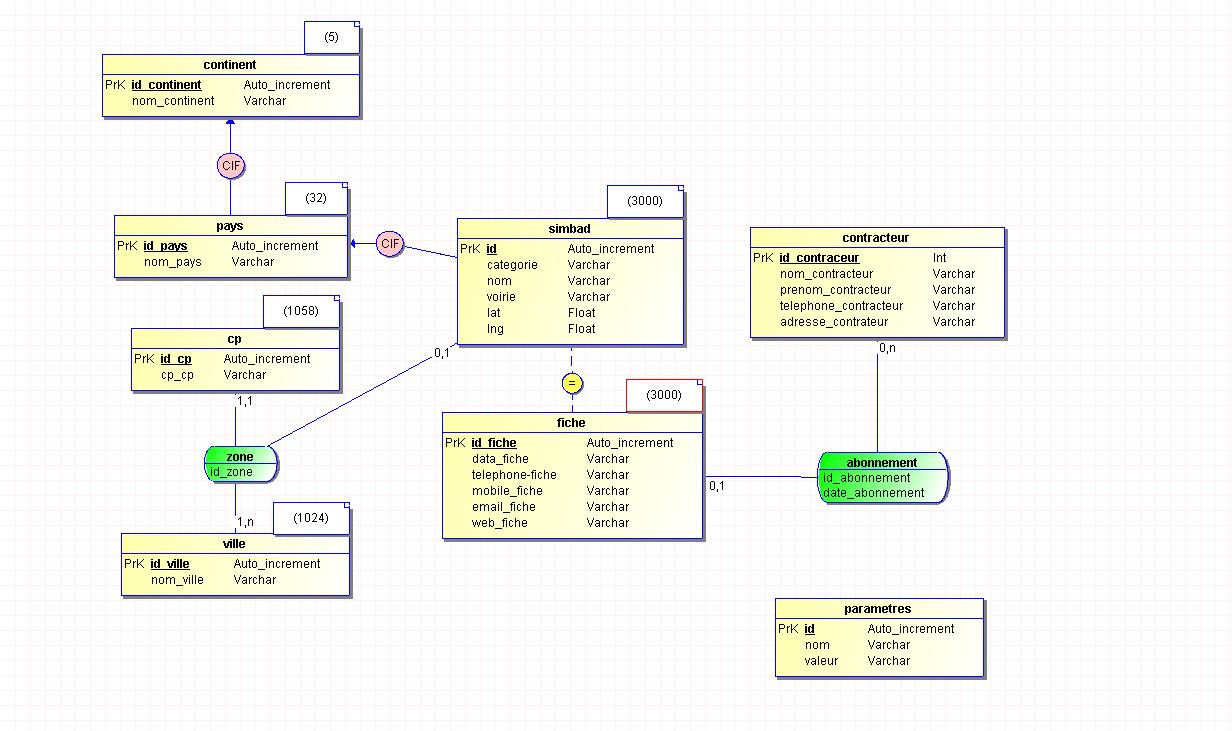 (5)
continent
PrK id_continent Auto_increment
nom_continent Varchar
CIF
(32)
pays
PrK id_pays Auto_increment
nom_pays Varchar
CIF
(3000)
simbad
PrK id Auto_increment
categorie Varchar
nom Varchar
voirie Varchar
lat Float
lng Float
contracteur
PrK id_contraceur Int
nom_contracteur Varchar
prenom_contracteur Varchar
telephone_contracteur Varchar
adresse_contrateur Varchar
(1058)
cp
PrK id_cp Auto_increment
cp_cp Varchar
0,1
0,n
1,1
=
(3000)
fiche
PrK id_fiche Auto_increment
data_fiche Varchar
telephone-fiche Varchar
mobile_fiche Varchar
email_fiche Varchar
web_fiche Varchar
zone
id_zone
0,1
abonnement
id_abonnement
date_abonnement
1,n
(1024)
ville
PrK id_ville Auto_increment
nom_ville Varchar
parametres
PrK id Auto_increment
nom Varchar
valeur Varchar